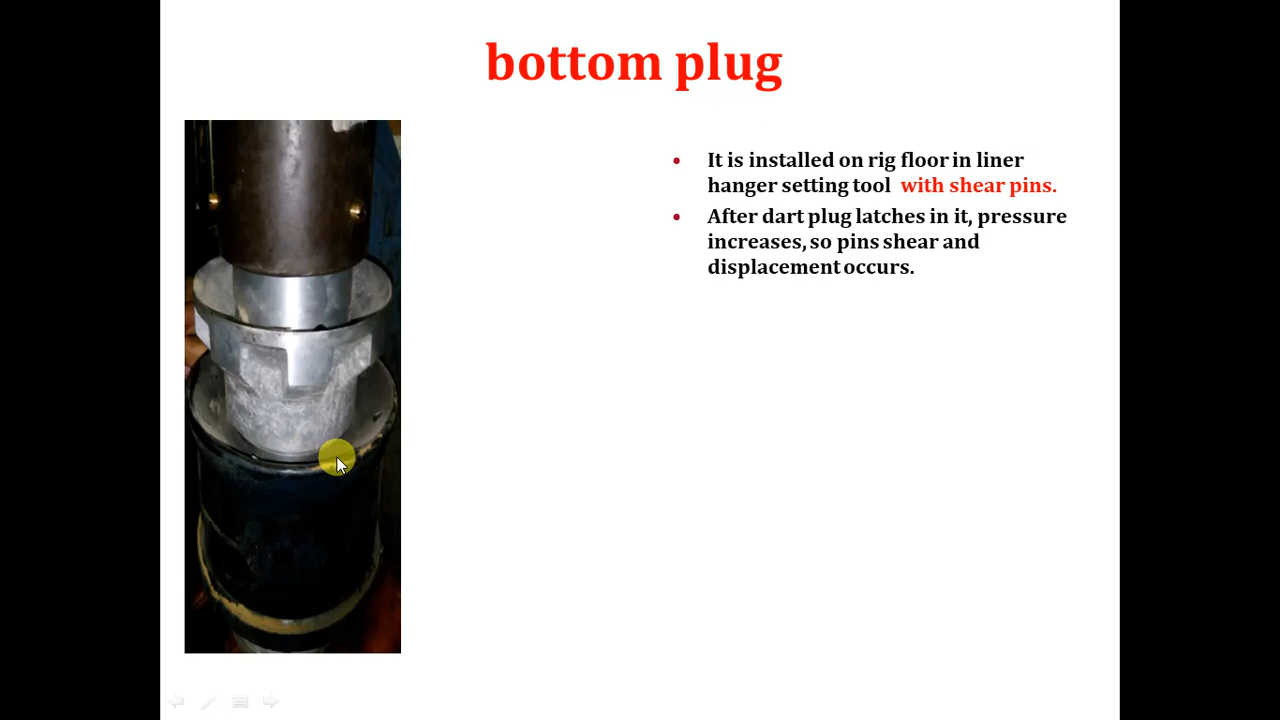 bottom plug
• It is installed on rig floor in liner
hanger setting tool with shear pins.
• After dart plug latches in it, pressure
increases, so pins shear and
displacement occurs.